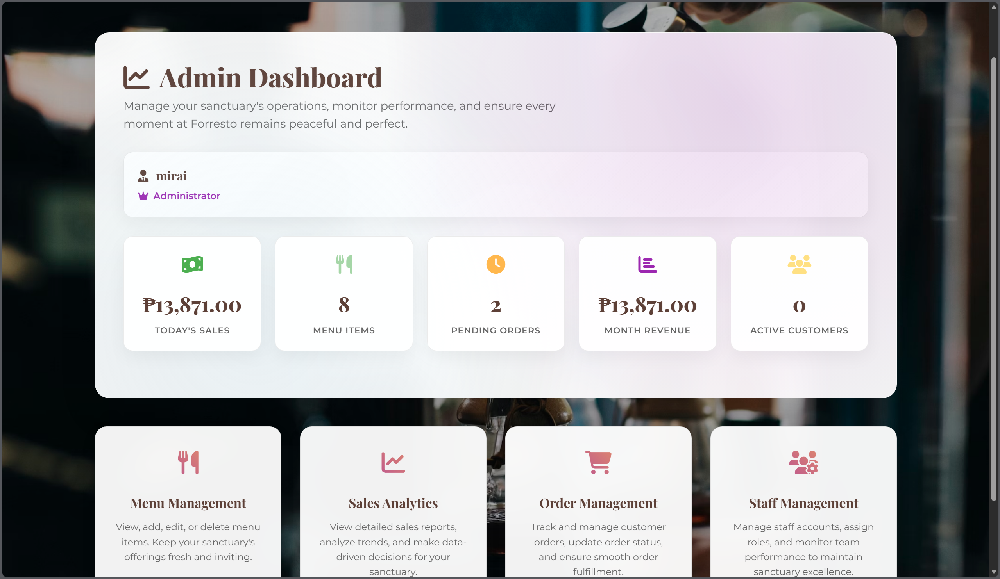 Admin Dashboard
Manage your sanctuary's operations, monitor performance, and ensure every
moment at Forresto remains peaceful and perfect.
mirai
Administrator
₱13,871.00
TODAY'S SALES
8
MENU ITEMS
2
PENDING ORDERS
₱13,871.00
MONTH REVENUE
0
ACTIVE CUSTOMERS
Menu Management
View, add, edit, or delete menu
items. Keep your sanctuary's
offerings fresh and inviting.
Sales Analytics
View detailed sales reports,
analyze trends, and make data-
driven decisions for your
sanctuary.
Order Management
Track and manage customer
orders, update order status,
and ensure smooth order
fulfillment.
Staff Management
Manage staff accounts, assign
roles, and monitor team
performance to maintain
sanctuary excellence.